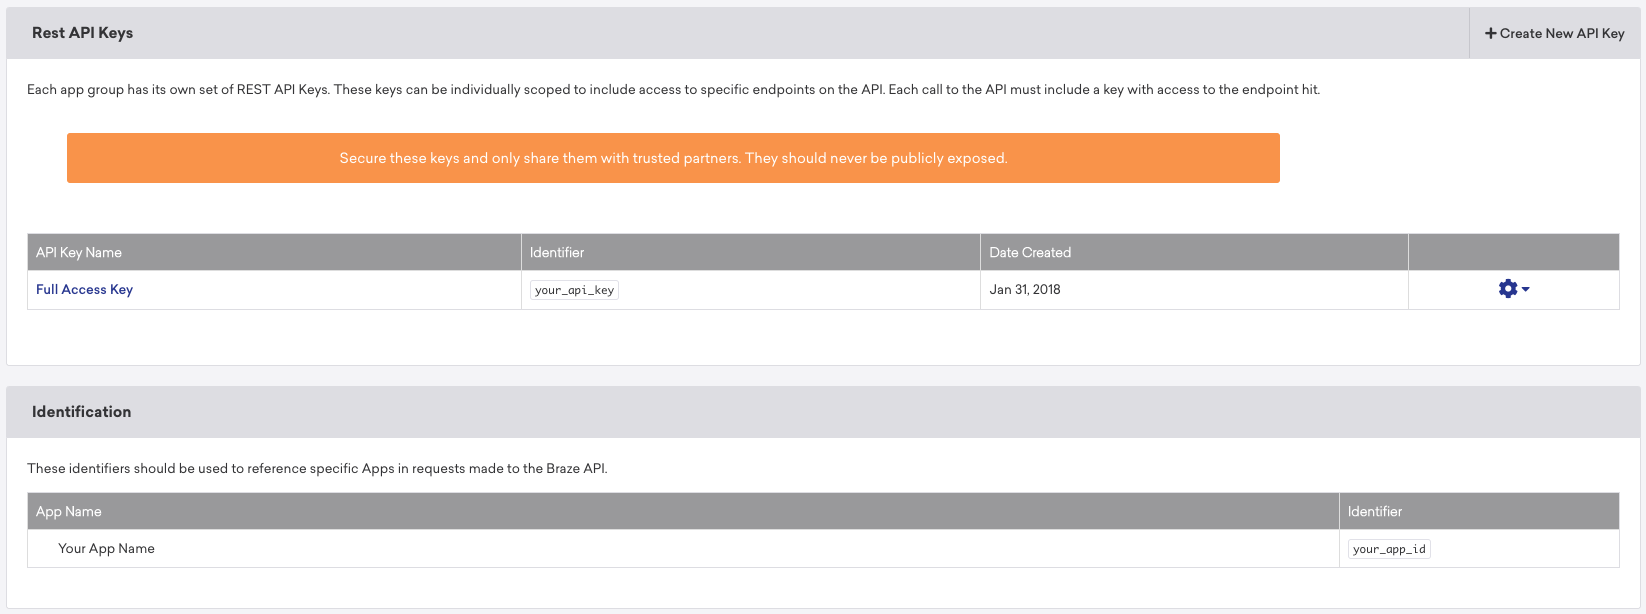 Rest API Keys
+ Create New API Key
Each app group has its own set of REST API Keys. These keys can be individually scoped to include access to specific endpoints on the API. Each call to the API must include a key with access to the endpoint hit.
Secure these keys and only share them with trusted partners. They should never be publicly exposed.
API Key Name Identifier Date Created
Full Access Key your_api_key Jan 31, 2018
Identification
These identifiers should be used to reference specific Apps in requests made to the Braze API.
App Name Identifier
Your App Name your_app_id